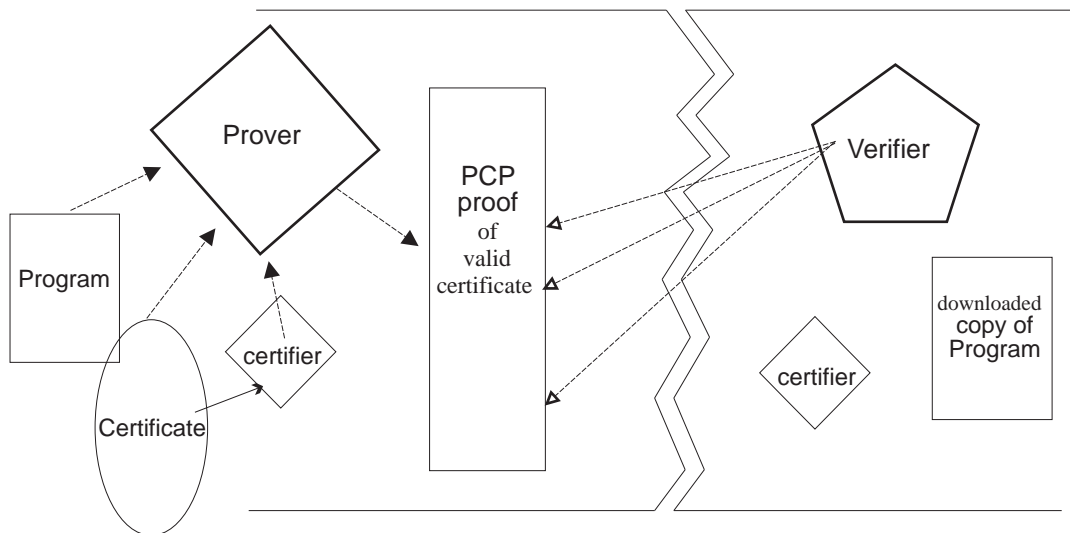 Prover
Program
Certificate
certifier
PCP
proof
of
valid
certificate
Verifier
certifier
downloaded
copy of
Program